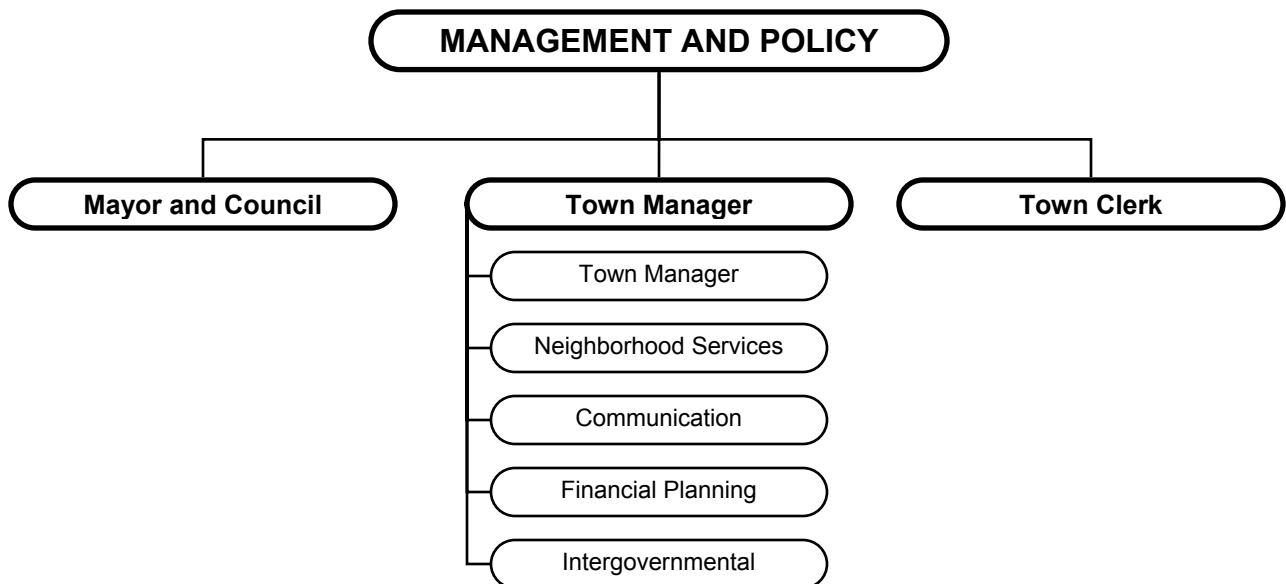 MANAGEMENT AND POLICY
Mayor and Council
Town Manager
Town Clerk
Town Manager
Neighborhood Services
Communication
Financial Planning
Intergovernmental